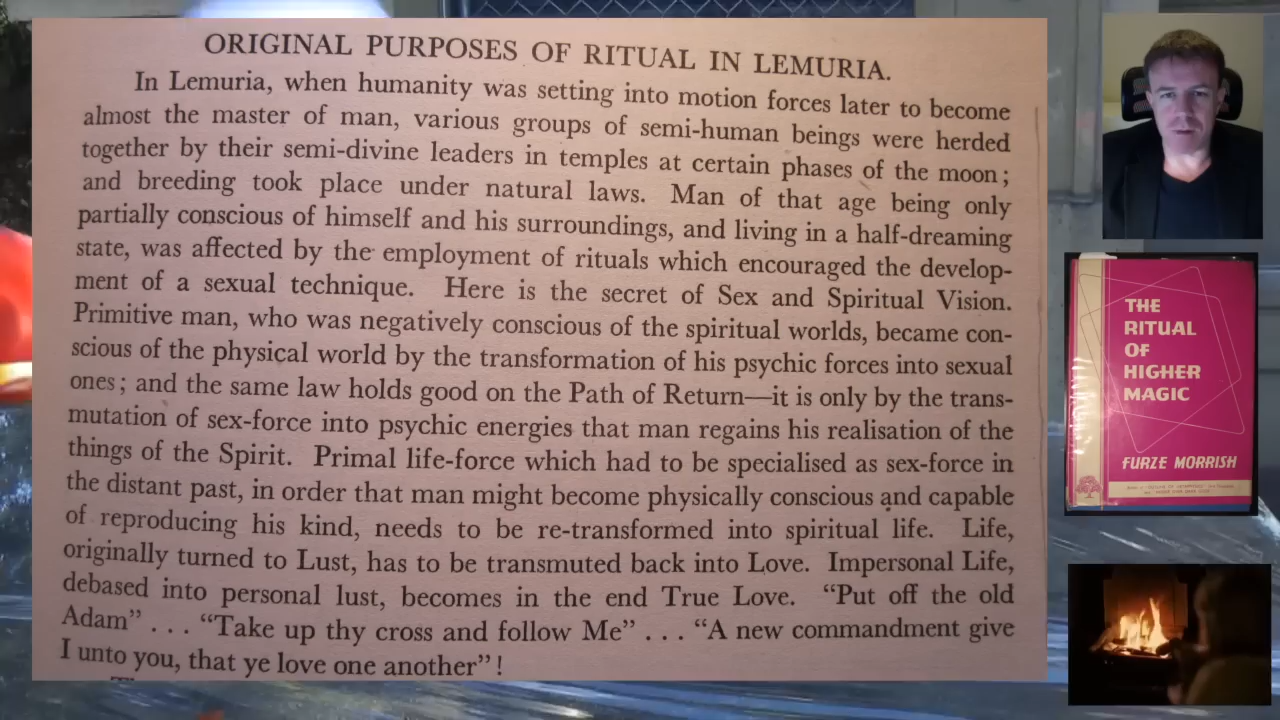 ORIGINAL PURPOSES OF RITUAL IN LEMURIA.
In Lemuria, when humanity was setting into motion forces later to become
almost the master of man, various groups of semi-human beings were herded
together by their semi-divine leaders in temples at certain phases of the moon;
and breeding took place under natural laws. Man of that age being only
partially conscious of himself and his surroundings, and living in a half-dreaming
state, was affected by the employment of rituals which encouraged the develop-
ment of a sexual technique. Here is the secret of Sex and Spiritual Vision.
Primitive man, who was negatively conscious of the spiritual worlds, became con-
scious of the physical world by the transformation of his psychic forces into sexual
ones; and the same law holds good on the Path of Return—it is only by the trans-
mutation of sex-force into psychic energies that man regains his realisation of the
things of the Spirit. Primal life-force which had to be specialised as sex-force in
the distant past, in order that man might become physically conscious and capable
of reproducing his kind, needs to be re-transformed into spiritual life. Life,
originally turned to Lust, has to be transmuted back into Love. Impersonal Life,
debased into personal lust, becomes in the end True Love. “Put off the old
Adam” . . . “Take up thy cross and follow Me” . . . “A new commandment give
I unto you, that ye love one another”!
THE
RITUAL
OF
HIGHER
MAGIC
FURZE MORRISH